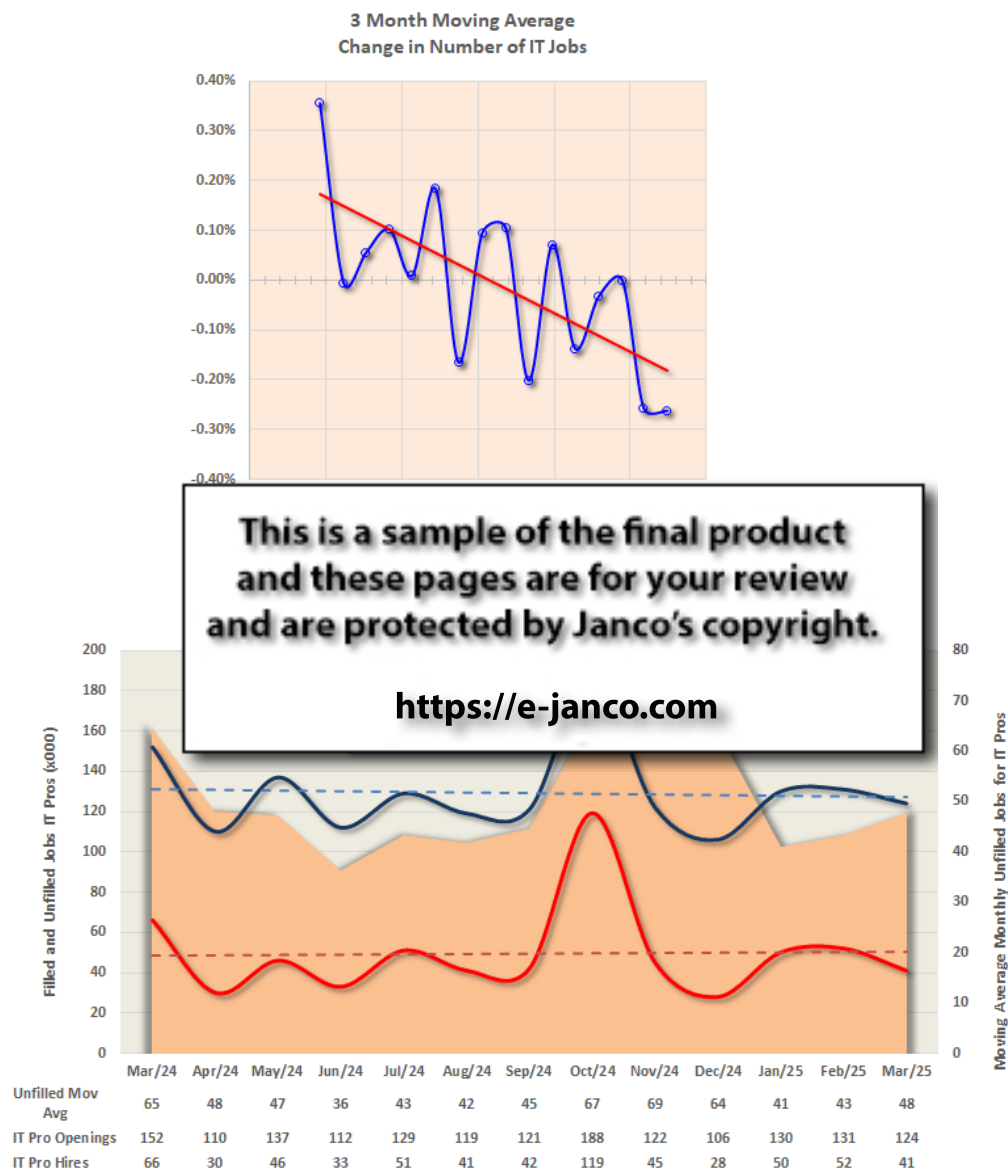 3 Month Moving Average
Change in Number of IT Jobs
0.40%
0.30%
0.20%
0.10%
0.00%
-0.10%
-0.20%
-0.30%
-0.40%
This is a sample of the final product
and these pages are for your review
and are protected by Janco's copyright.
https://e-janco.com
Filled and Unfilled Jobs IT Pros (x000)
200
180
160
140
120
100
80
60
40
20
0
80
70
60
50
40
30
20
10
0
Moving Average Monthly Unfilled Jobs for IT Pros
Mar/24 Apr/24 May/24 Jun/24 Jul/24 Aug/24 Sep/24 Oct/24 Nov/24 Dec/24 Jan/25 Feb/25 Mar/25
Unfilled Mov
Avg
65 48 47 36 43 42 45 67 69 64 41 43 48
IT Pro Openings 152 110 137 112 129 119 121 188 122 106 130 131 124
IT Pro Hires 66 30 46 33 51 41 42 119 45 28 50 52 41